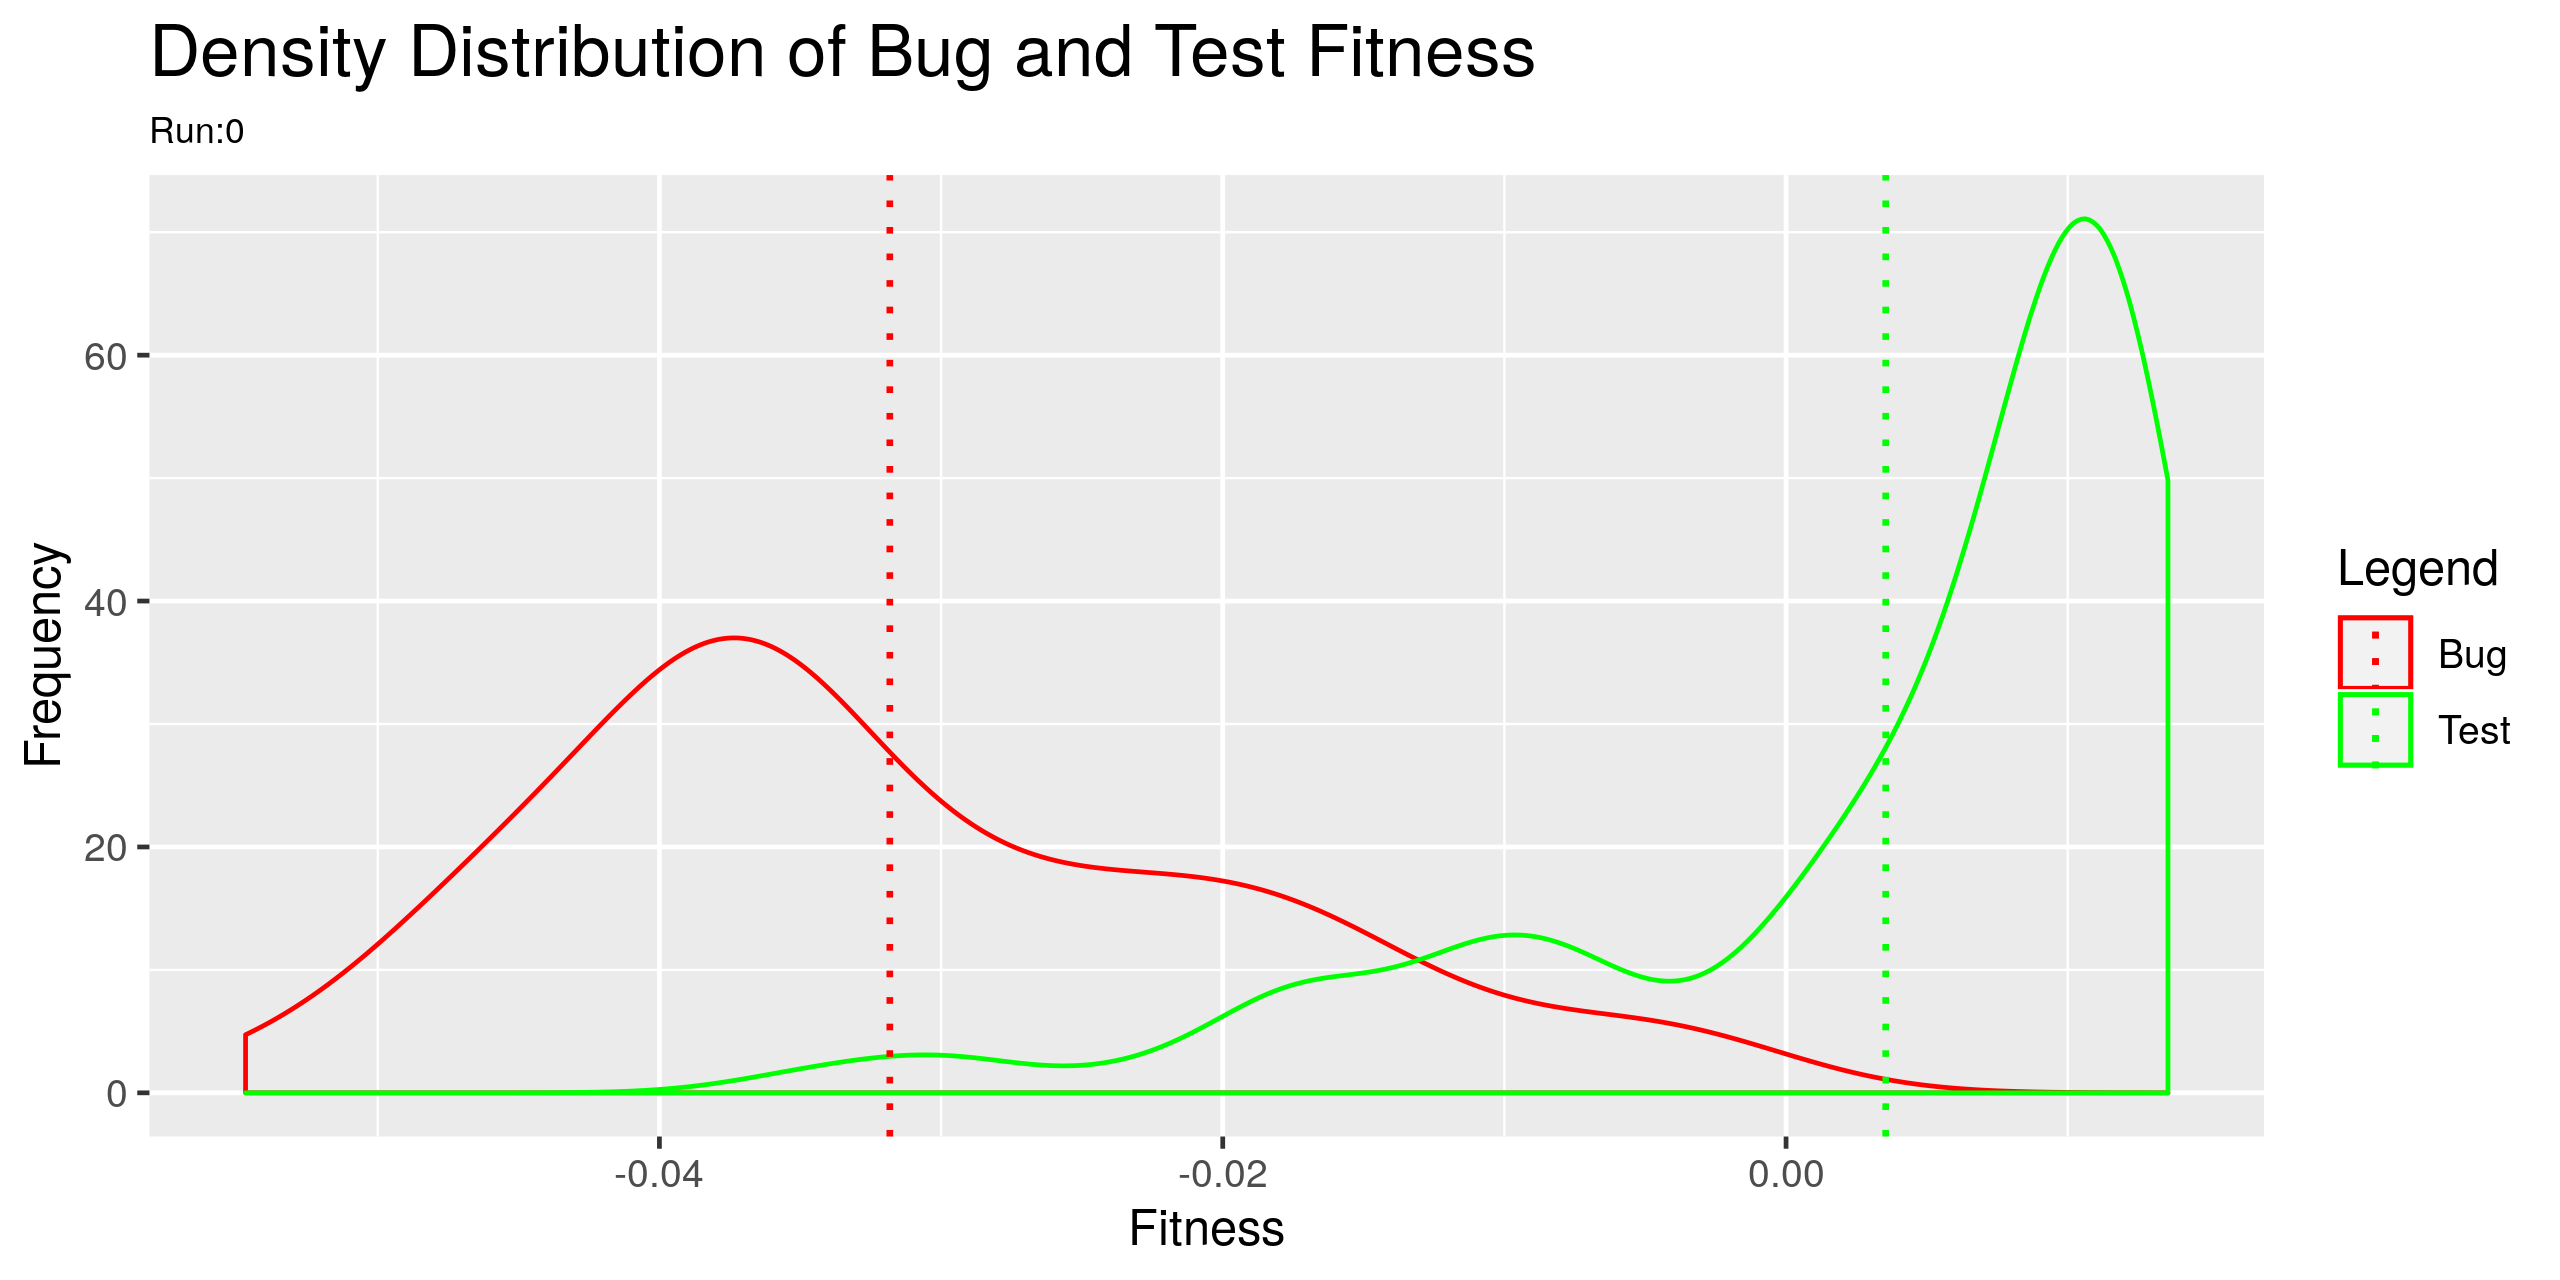 Density Distribution of Bug and Test Fitness
Run:0
Frequency
60
40
20
0
-0.04
-0.02
0.00
Fitness
Legend
Bug
Test